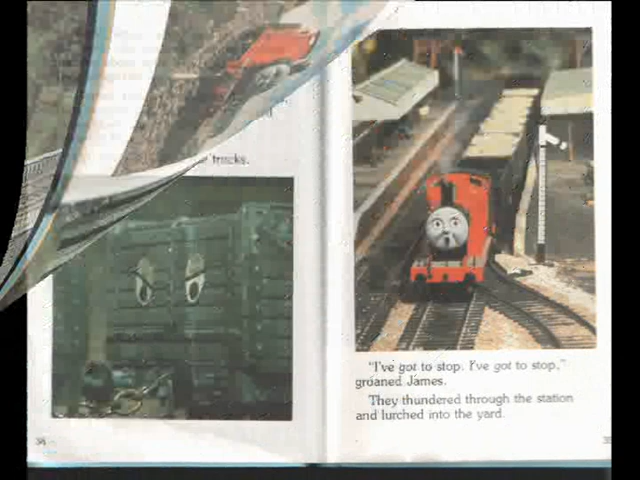 trucks.
"I've got to stop. I've got to stop,"
groaned James.
They thundered through the station
and lurched into the yard.